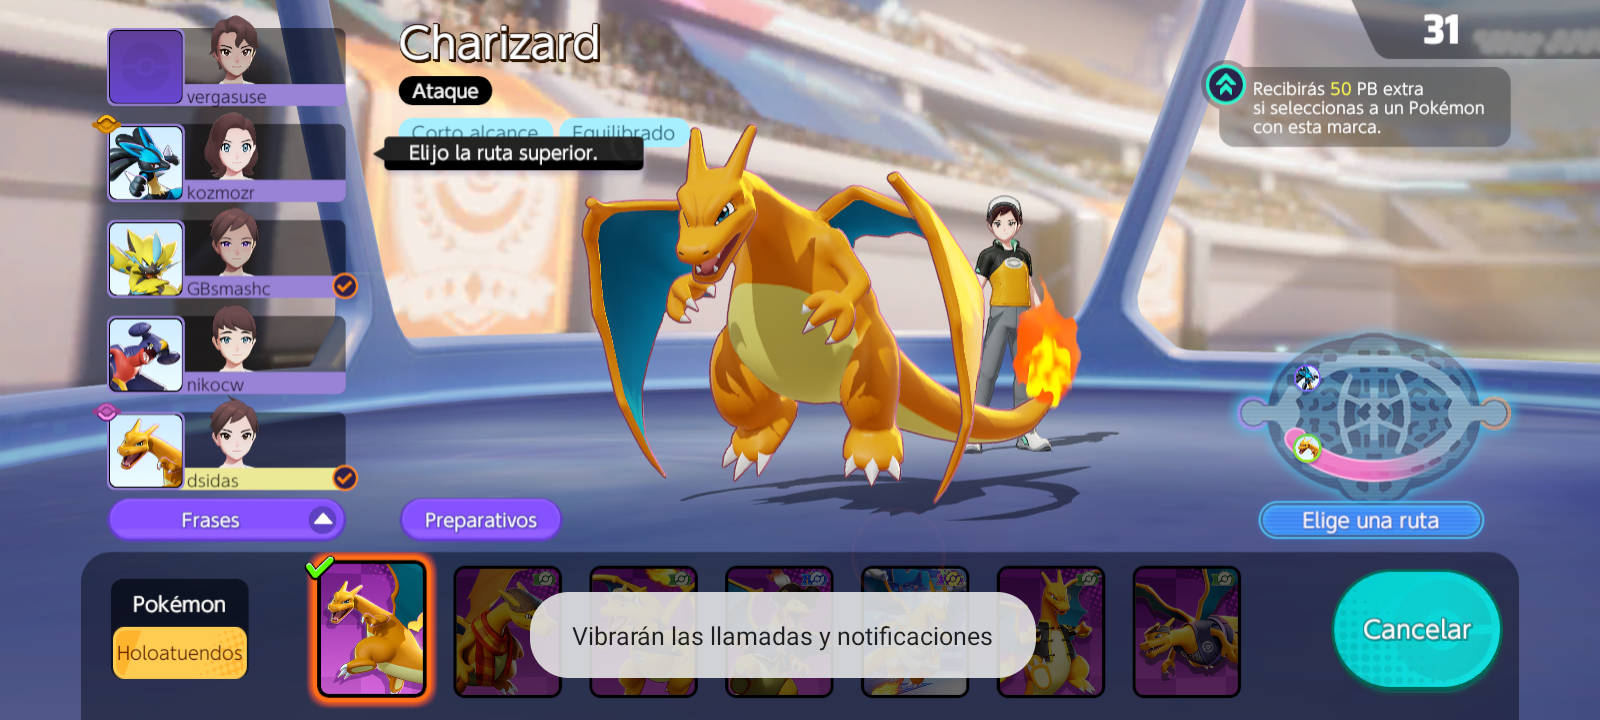 vergasuse
kozmozr
GBsmashc
nikocw
dsidas
Frases
Charizard
Ataque
Corto alcance
Equilibrado
Elijo la ruta superior.
Preparativos
31
Recibirás 50 PB extra
si seleccionas a un Pokémon
con esta marca.
Elige una ruta
Pokémon
Holoatuendos
Vibrarán las llamadas y notificaciones
Cancelar